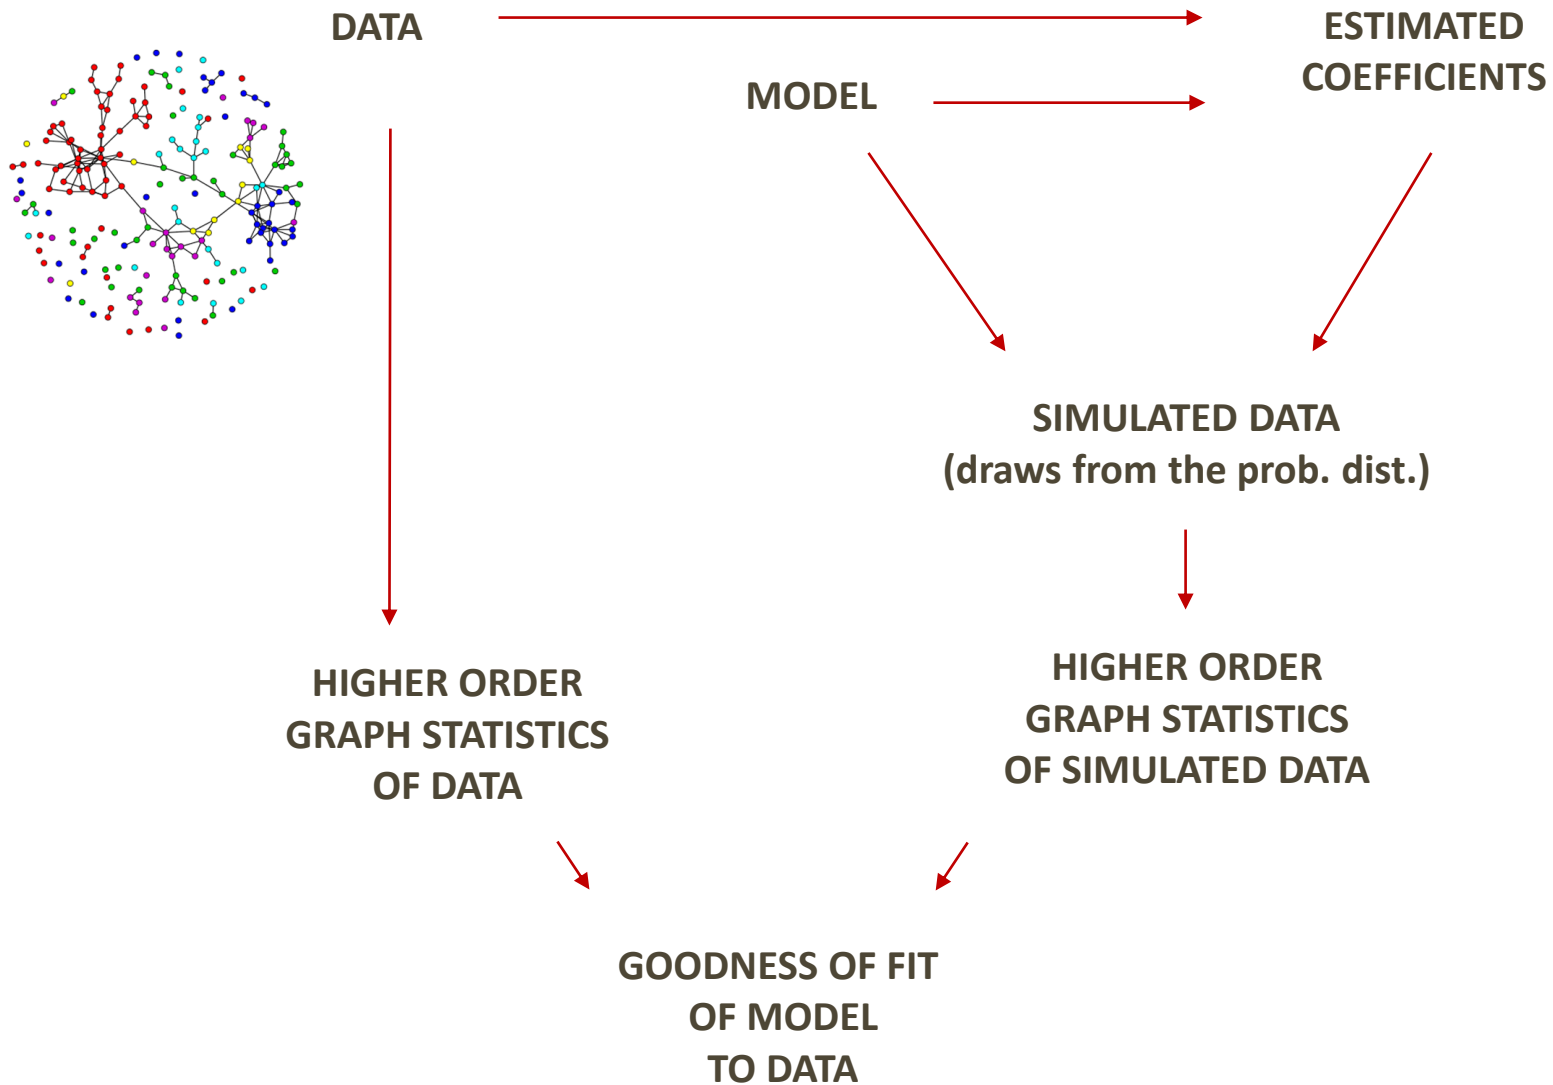 DATA
MODEL
ESTIMATED
COEFFICIENTS
SIMULATED DATA
(draws from the prob. dist.)
HIGHER ORDER
GRAPH STATISTICS
OF DATA
HIGHER ORDER
GRAPH STATISTICS
OF SIMULATED DATA
GOODNESS OF FIT
OF MODEL
TO DATA